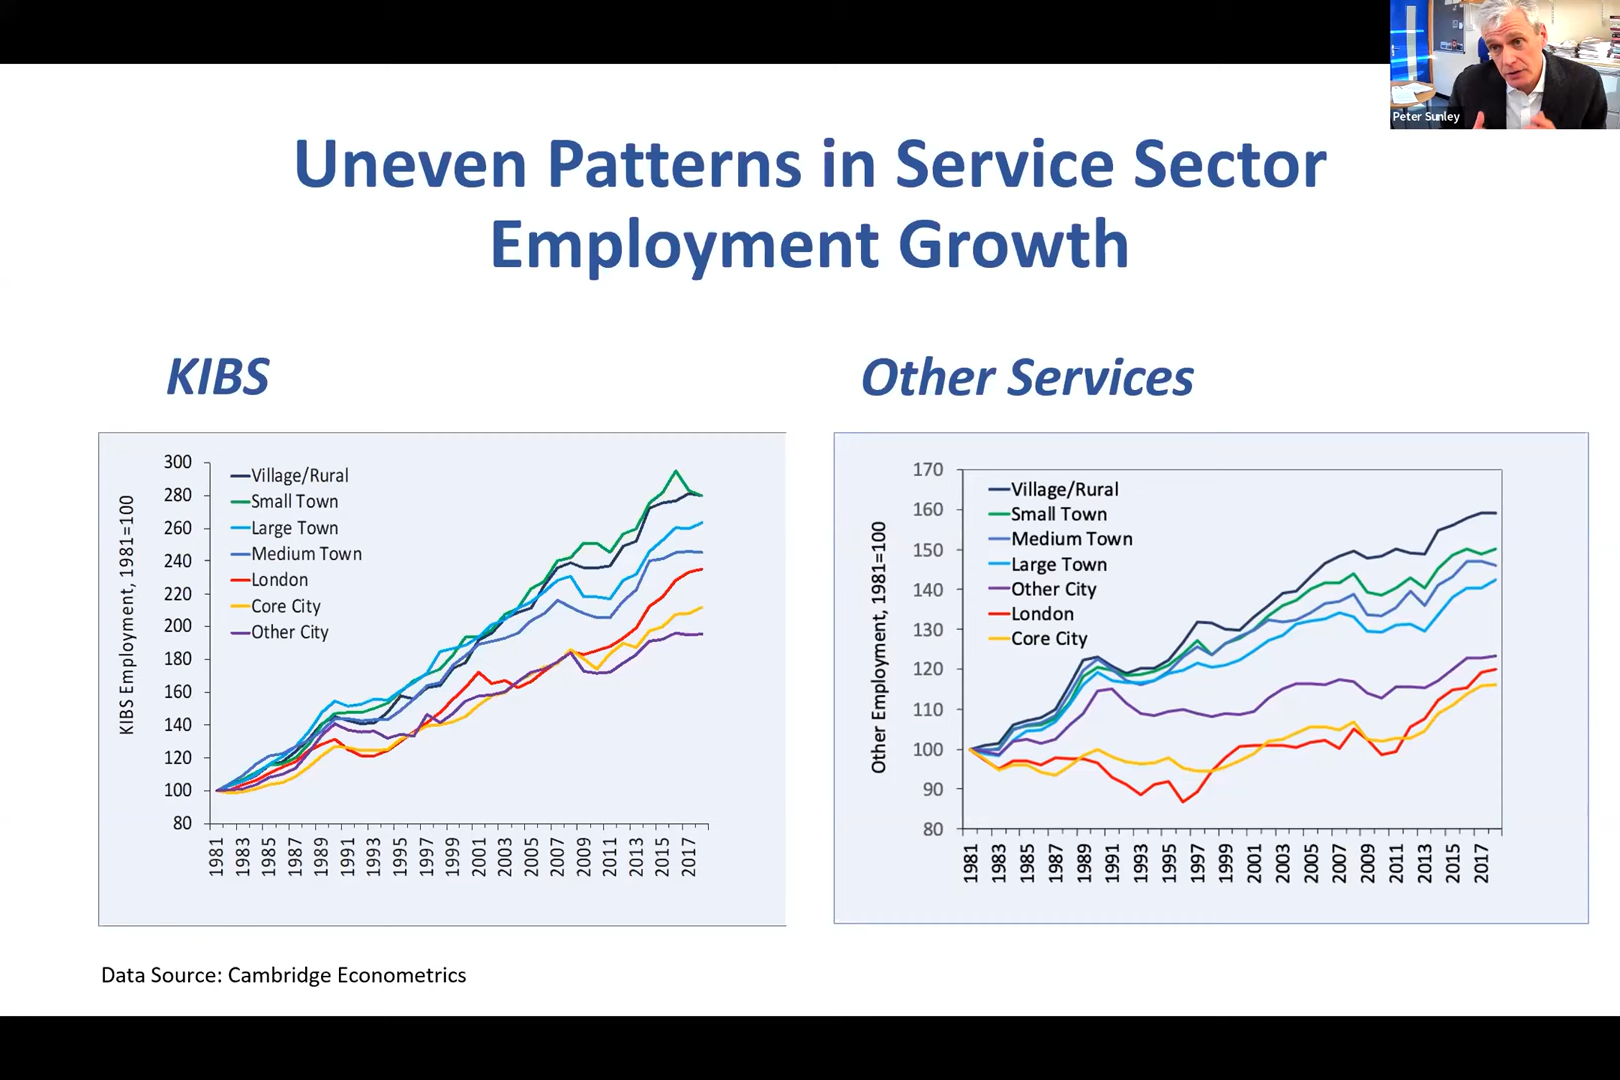 Peter Sunley
Uneven Patterns in Service Sector
Employment Growth
KIBS
Other Services
KIBS Employment, 1981=100
300
280
260
240
220
200
180
160
140
120
100
80
Village/Rural
Small Town
Large Town
Medium Town
London
Core City
Other City
1981
1983
1985
1987
1989
1991
1993
1995
1997
1999
2001
2003
2005
2007
2009
2011
2013
2015
2017
Other Employment, 1981=100
170
160
150
140
130
120
110
100
90
80
Village/Rural
Small Town
Medium Town
Large Town
Other City
London
Core City
1981
1983
1985
1987
1989
1991
1993
1995
1997
1999
2001
2003
2005
2007
2009
2011
2013
2015
2017
Data Source: Cambridge Econometrics